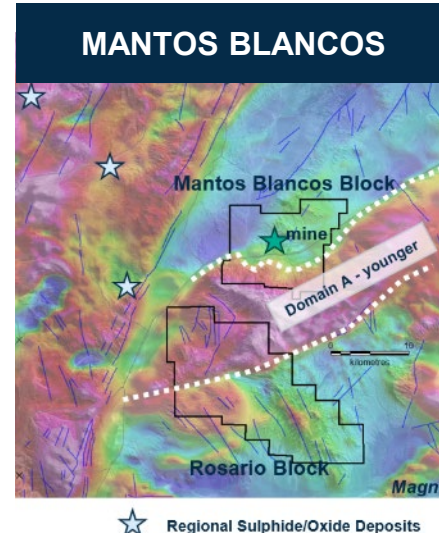 MANTOS BLANCOS
Mantos Blancos Block
mine
Domain A - younger
0 10
kilometres
Rosario Block
Magn
Regional Sulphide/Oxide Deposits